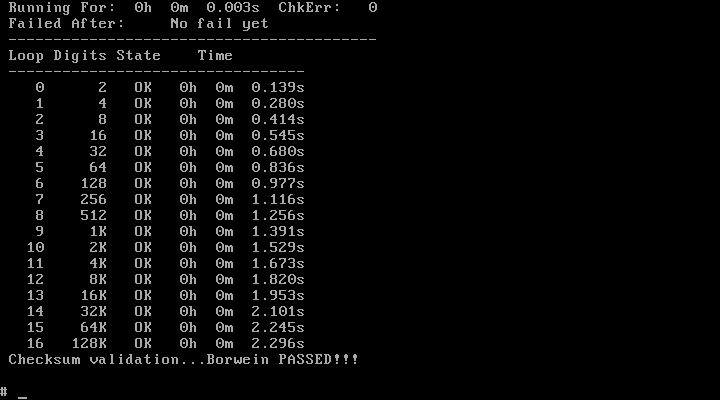 Running For:  0h  0m  0.003s  ChkErr:   0
Failed After:     No fail yet
-----------------------------------------
Loop Digits State    Time
---------------------------------
   0      2   OK   0h  0m  0.139s
   1      4   OK   0h  0m  0.280s
   2      8   OK   0h  0m  0.414s
   3     16   OK   0h  0m  0.545s
   4     32   OK   0h  0m  0.680s
   5     64   OK   0h  0m  0.836s
   6    128   OK   0h  0m  0.977s
   7    256   OK   0h  0m  1.116s
   8    512   OK   0h  0m  1.256s
   9     1K   OK   0h  0m  1.391s
  10     2K   OK   0h  0m  1.529s
  11     4K   OK   0h  0m  1.673s
  12     8K   OK   0h  0m  1.820s
  13    16K   OK   0h  0m  1.953s
  14    32K   OK   0h  0m  2.101s
  15    64K   OK   0h  0m  2.245s
  16   128K   OK   0h  0m  2.296s
Checksum validation...Borwein PASSED!!!
# _